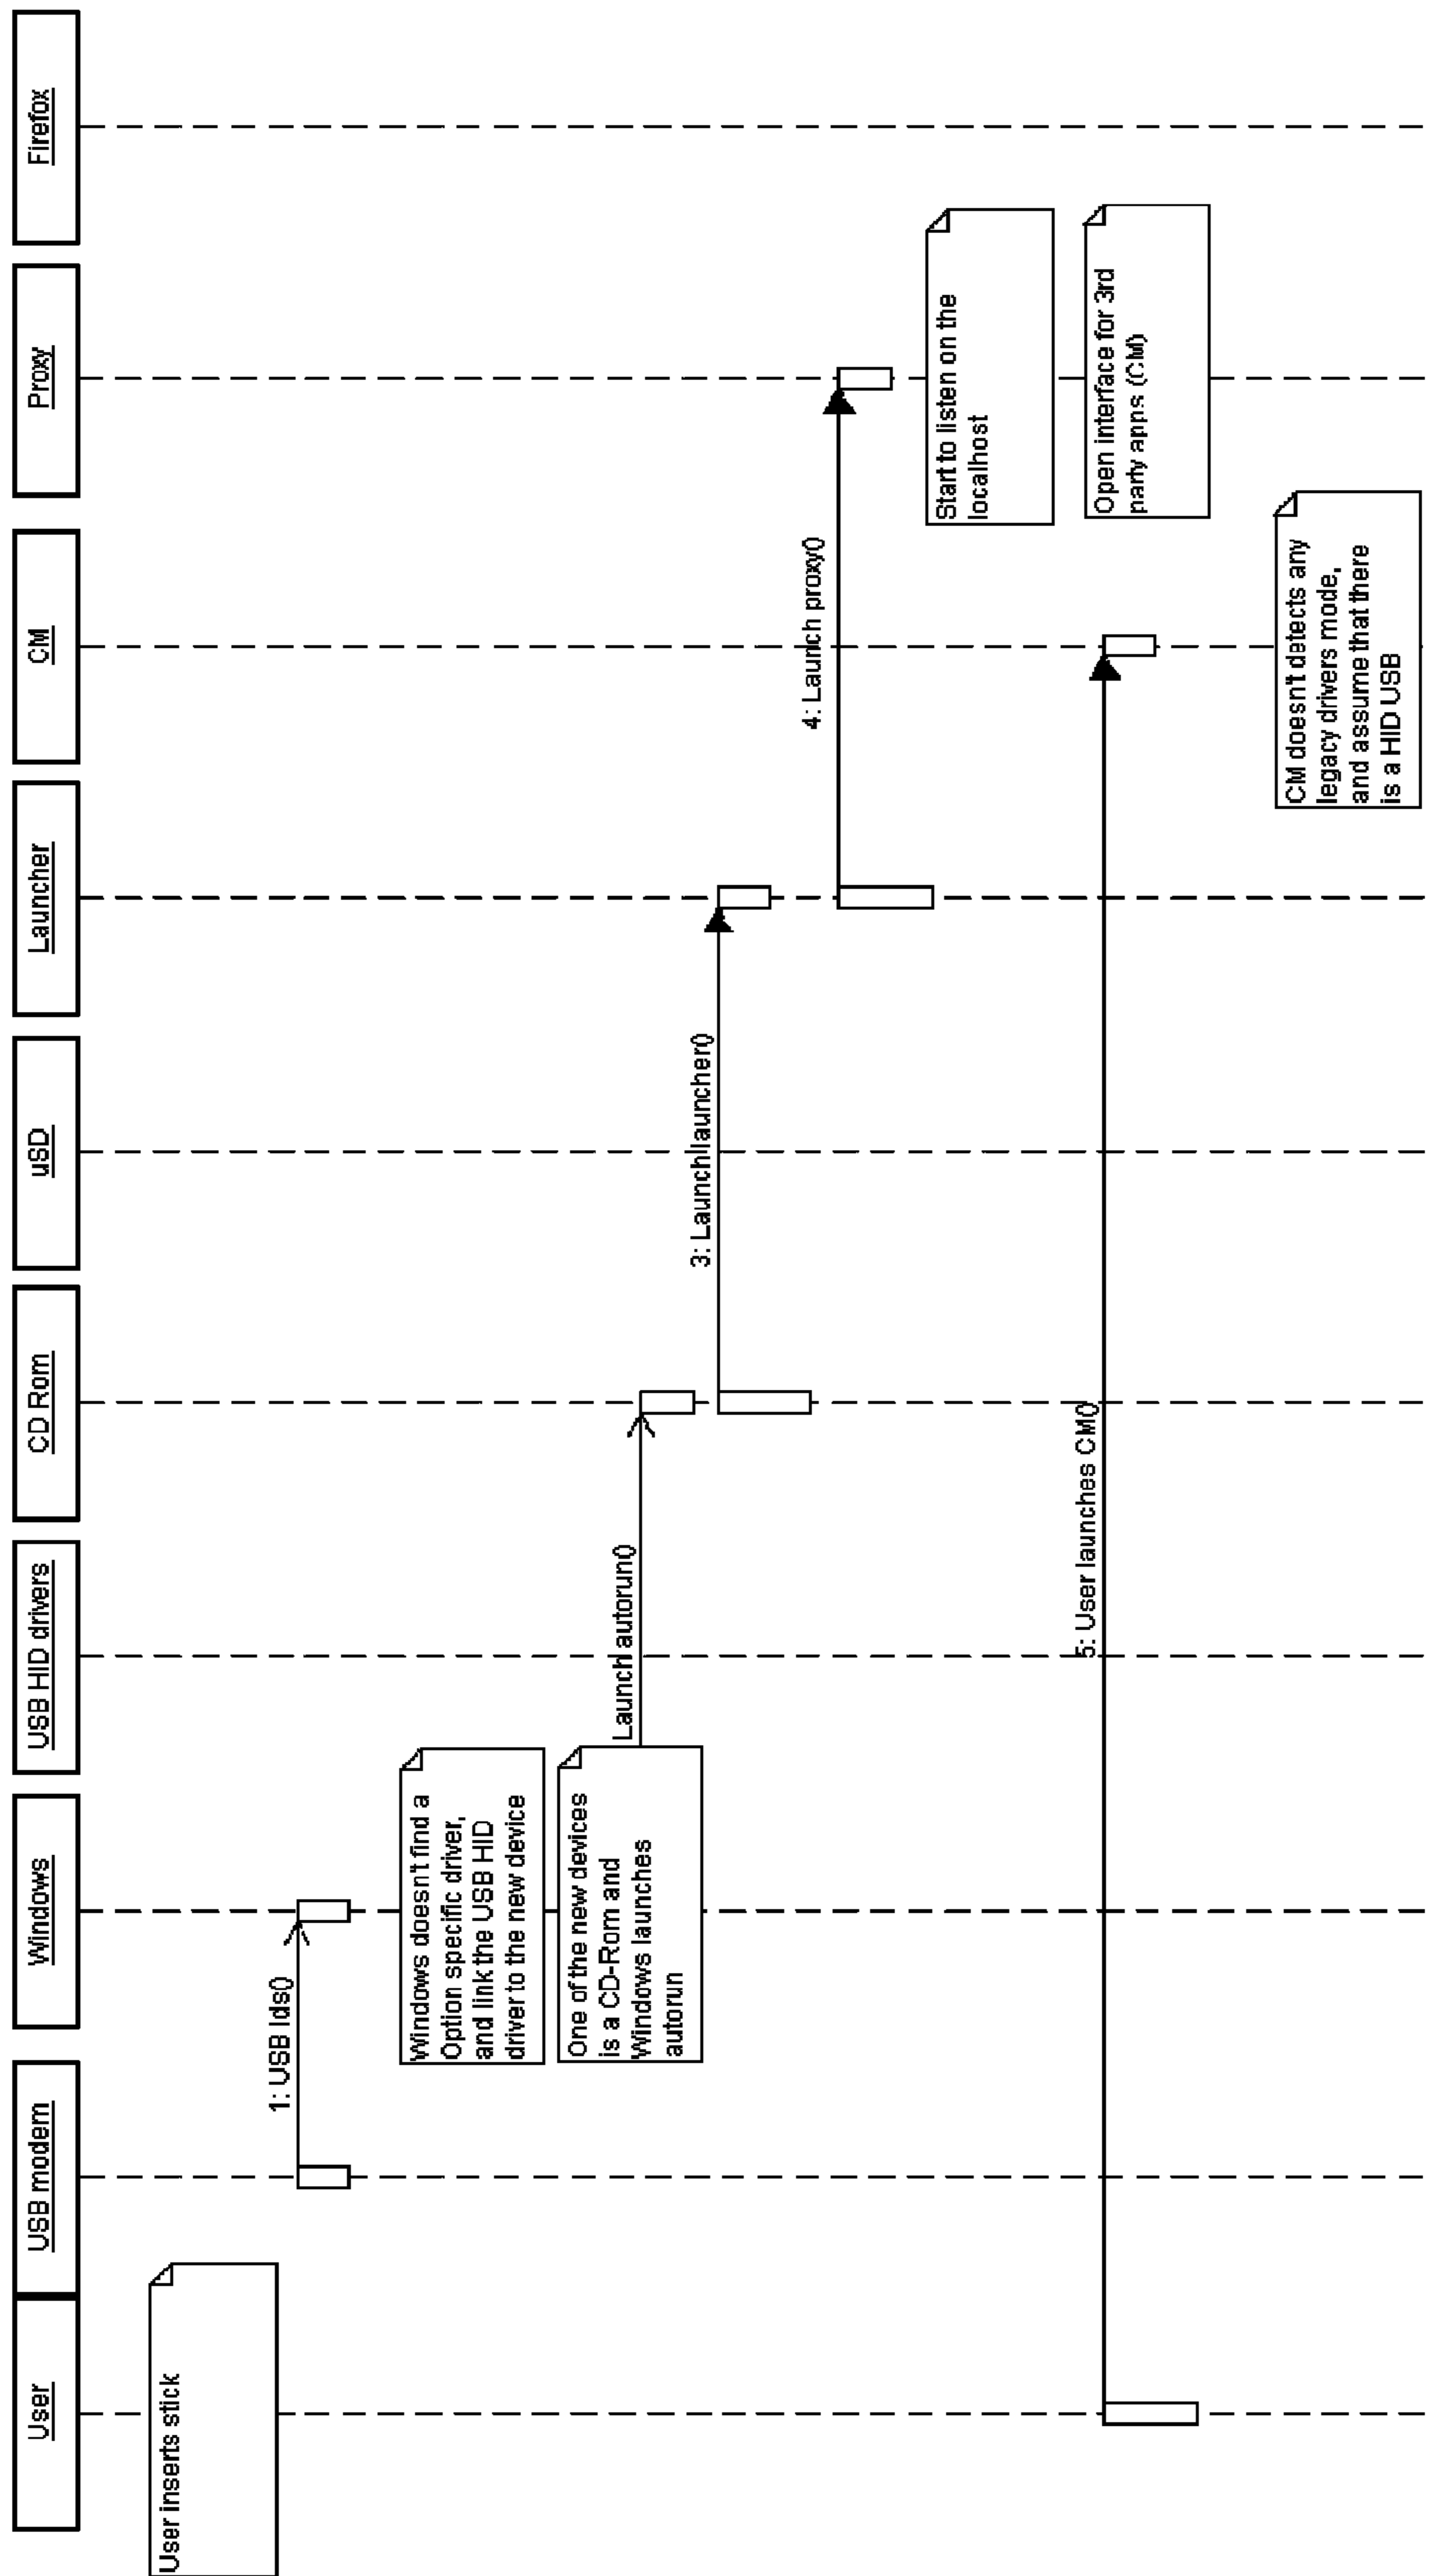 User
USB modem
Windows
USB HID drivers
CD Rom
uSD
Launcher
CM
Proxy
Firefox
User inserts stick
1: USB Ids()
Windows doesn't find a
Option specific driver,
and link the USB HID
driver to the new device
One of the new devices
is a CD-Rom and
Windows launches
autorun
Launch autorun()
3: Launch launcher()
4: Launch proxy()
Start to listen on the
localhost
Open interface for 3rd
party apps (CM)
5: User launches CM()
CM doesn't detects any
legacy drivers mode,
and assume that there
is a HID USB